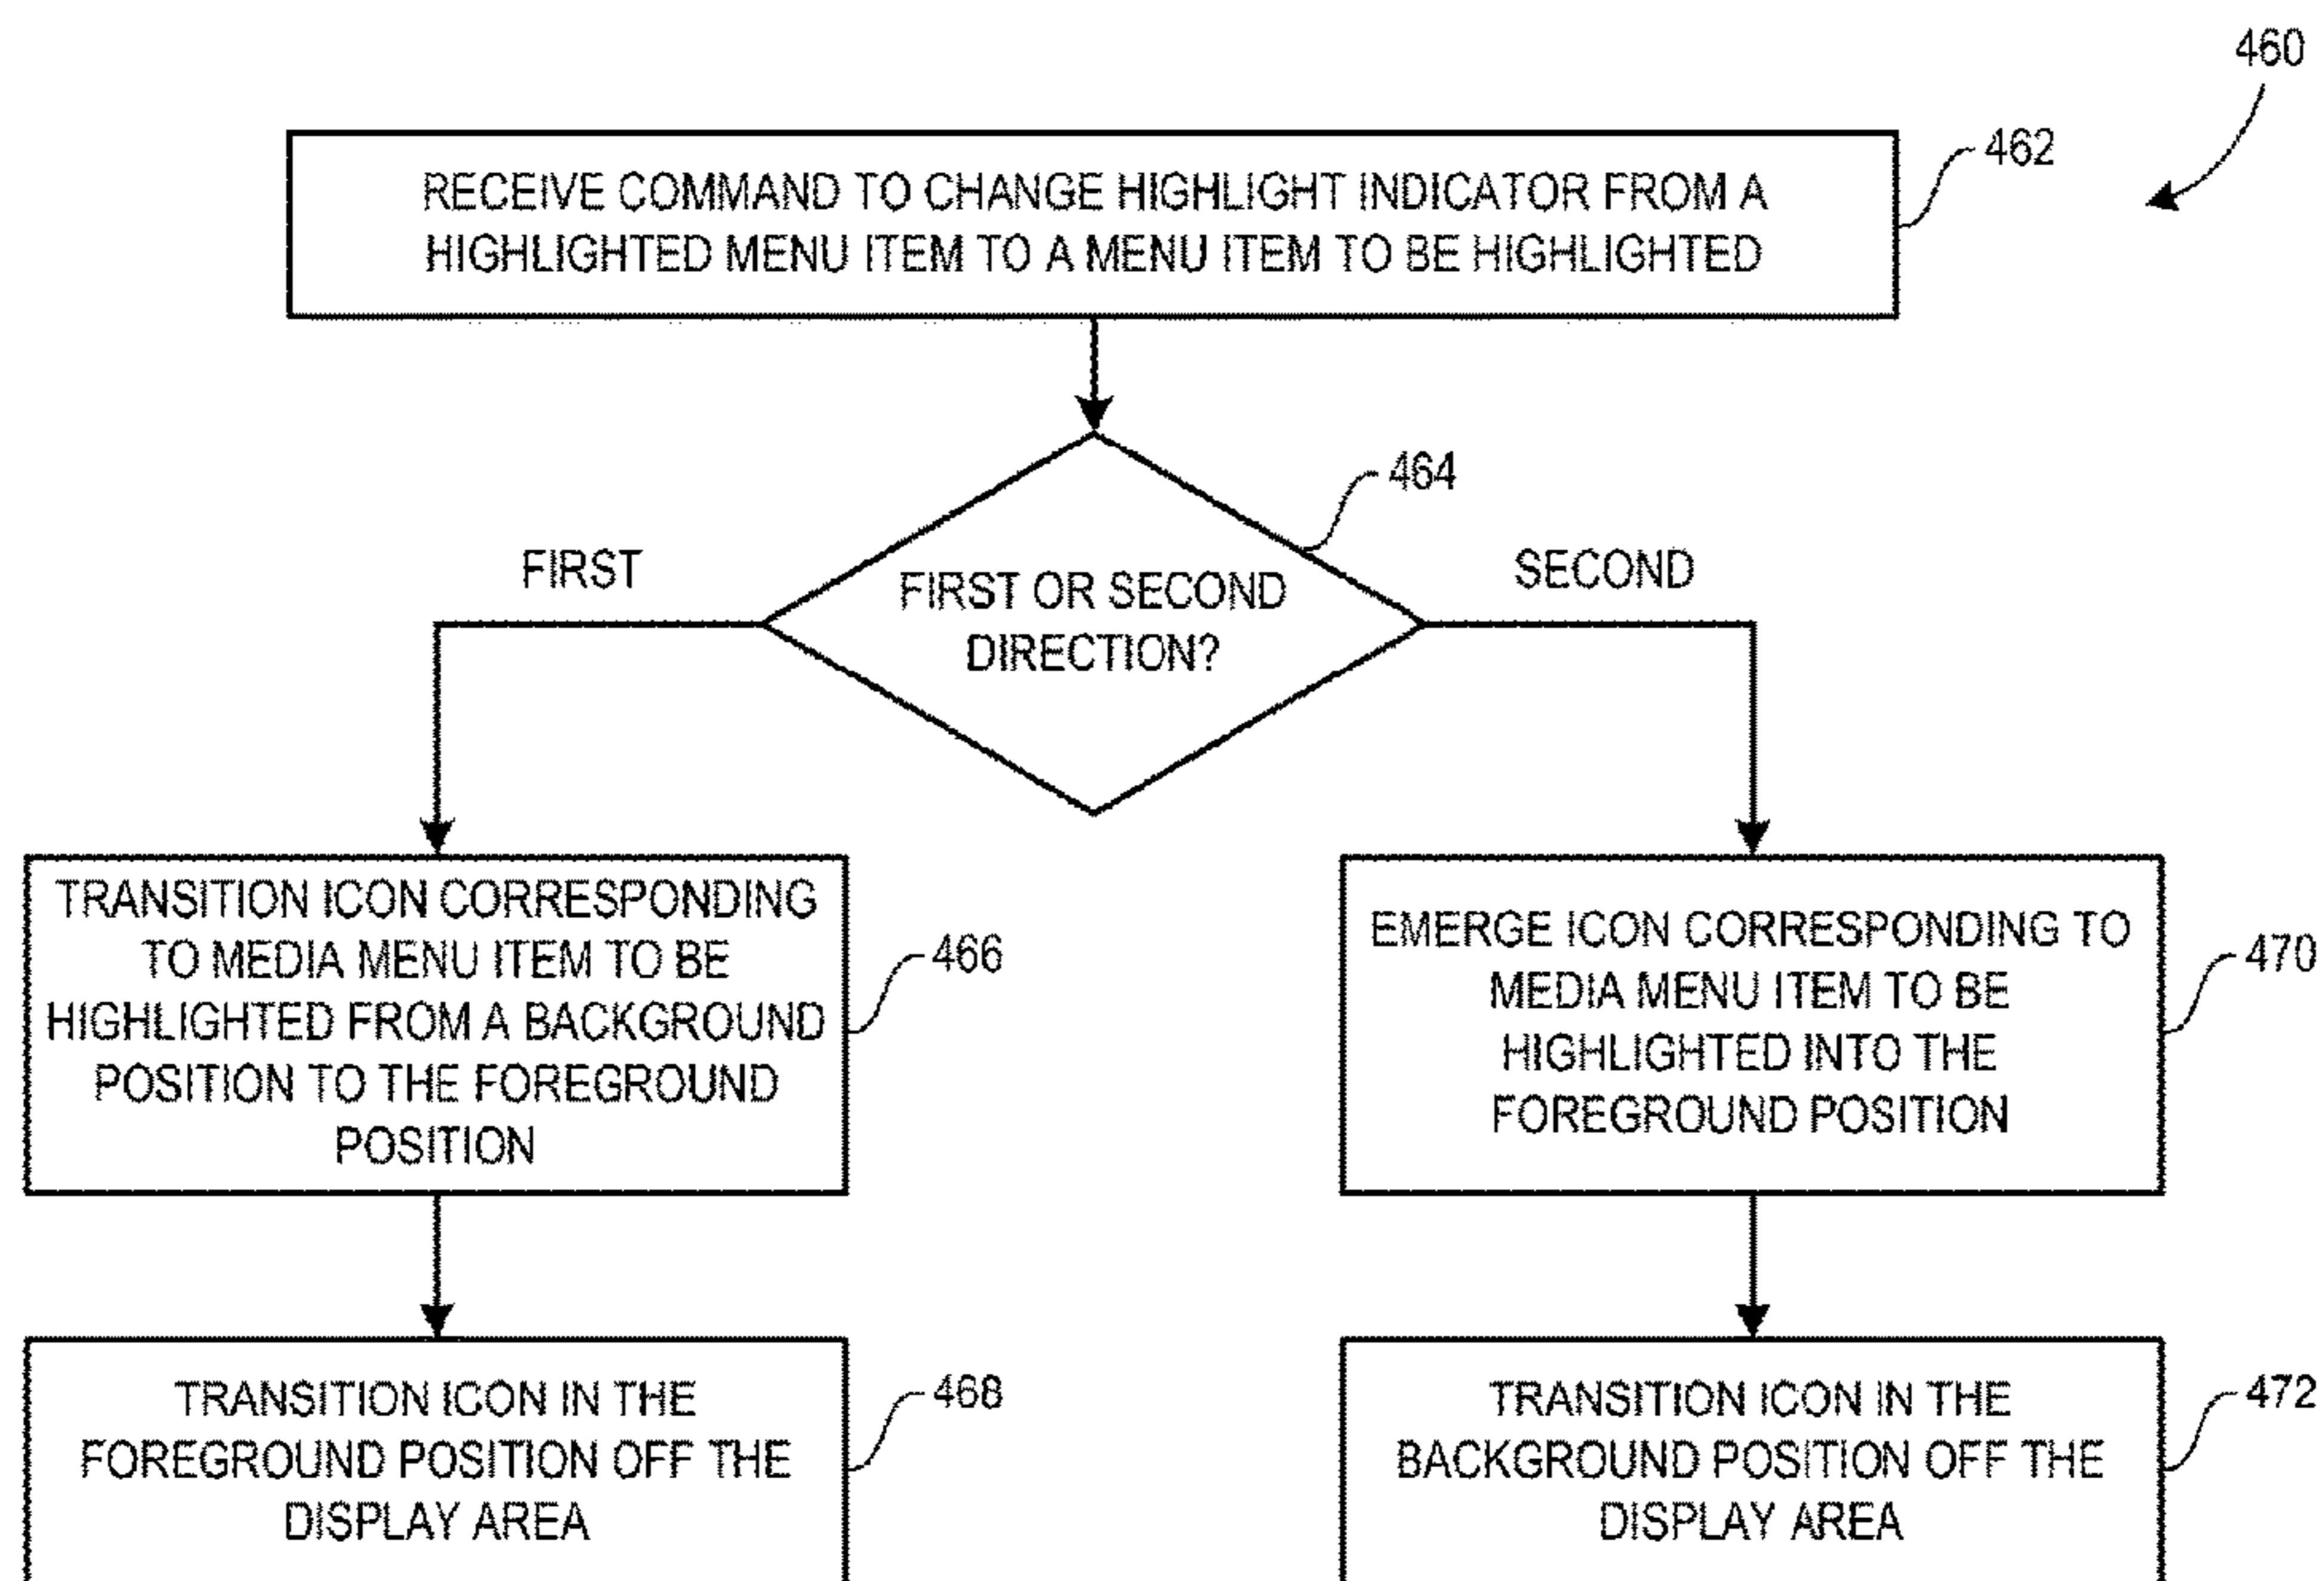 460
RECEIVE COMMAND TO CHANGE HIGHLIGHT INDICATOR FROM A
HIGHLIGHTED MENU ITEM TO A MENU ITEM TO BE HIGHLIGHTED
462
464
FIRST
FIRST OR SECOND
DIRECTION?
SECOND
TRANSITION ICON CORRESPONDING
TO MEDIA MENU ITEM TO BE
HIGHLIGHTED FROM A BACKGROUND
POSITION TO THE FOREGROUND
POSITION
466
EMERGE ICON CORRESPONDING TO
MEDIA MENU ITEM TO BE
HIGHLIGHTED INTO THE
FOREGROUND POSITION
470
TRANSITION ICON IN THE
FOREGROUND POSITION OFF THE
DISPLAY AREA
468
TRANSITION ICON IN THE
BACKGROUND POSITION OFF THE
DISPLAY AREA
472